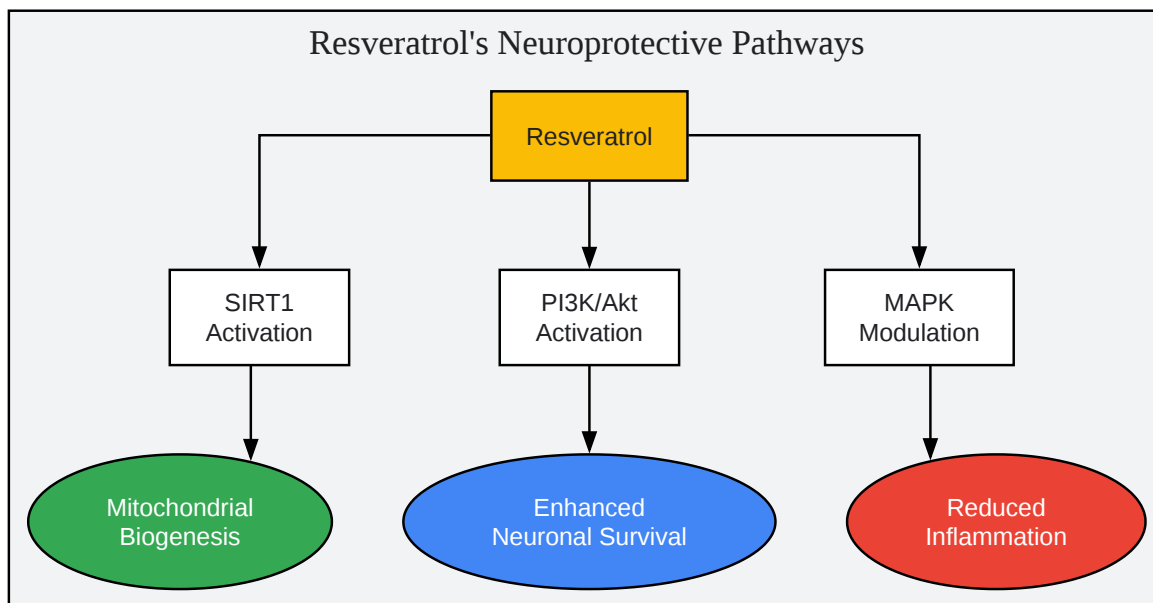 Resveratrol's Neuroprotective Pathways
Resveratrol
SIRT1
Activation
PI3K/Akt
Activation
MAPK
Modulation
Mitochondrial
Biogenesis
Enhanced
Neuronal Survival
Reduced
Inflammation